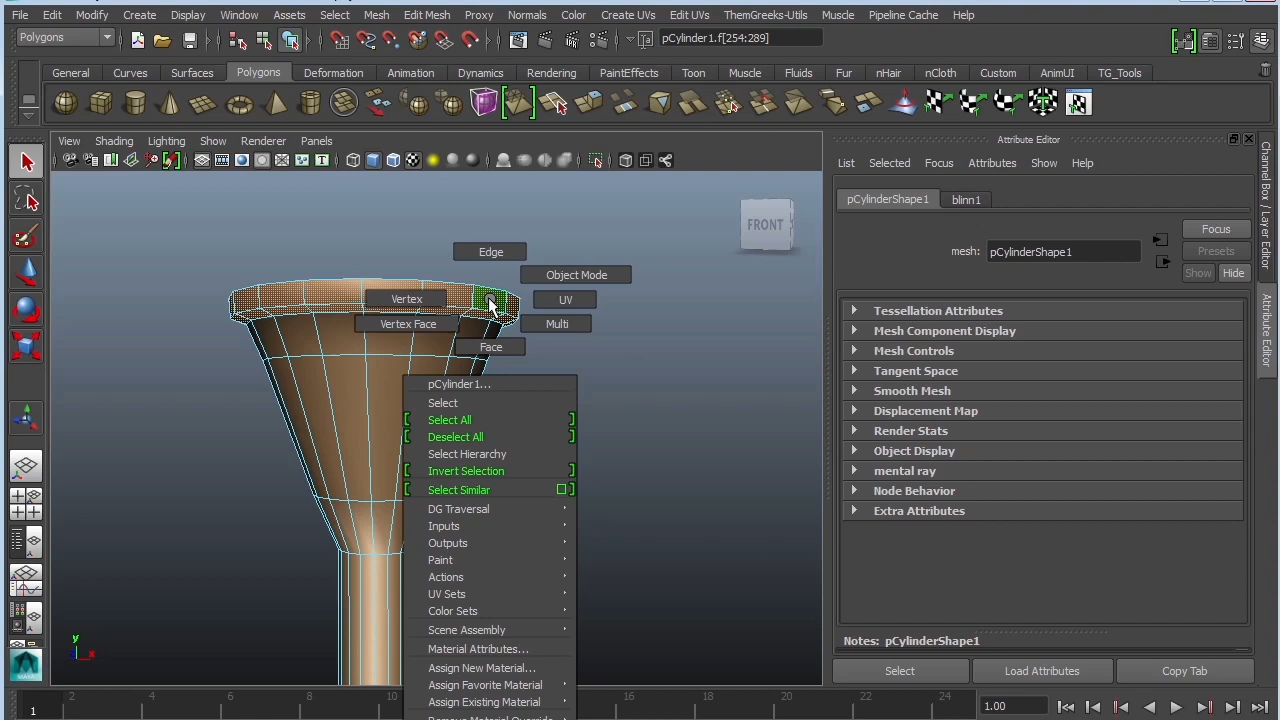 File Edit Modify Create Display Window Assets Select Mesh Edit Mesh Proxy Normals Color Create UVs Edit UVs ThemGreeks-Utils Muscle Pipeline Cache Help
Polygons
pCylinder1.f[254:289]
General Curves Surfaces Polygons Deformation Animation Dynamics Rendering PaintEffects Toon Muscle Fluids Fur nHair nCloth Custom AnimUI TG_Tools
View Shading Lighting Show Renderer Panels
Attribute Editor
List Selected Focus Attributes Show Help
pCylinderShape1 blinn1
mesh: pCylinderShape1
Focus
Presets
Show Hide
FRONT
Edge
Object Mode
Vertex
UV
Vertex Face
Multi
Face
pCylinder1...
Select
Select All
Deselect All
Select Hierarchy
Invert Selection
Select Similar
DG Traversal
Inputs
Outputs
Paint
Actions
UV Sets
Color Sets
Scene Assembly
Material Attributes...
Assign New Material...
Assign Favorite Material
Assign Existing Material
Remove Material Override
Tessellation Attributes
Mesh Component Display
Mesh Controls
Tangent Space
Smooth Mesh
Displacement Map
Render Stats
Object Display
mental ray
Node Behavior
Extra Attributes
Notes: pCylinderShape1
Select Load Attributes Copy Tab
Channel Box / Layer Editor
Attribute Editor
y
x
2 4 6 8 10 16 18 20 22 24
1
1.00